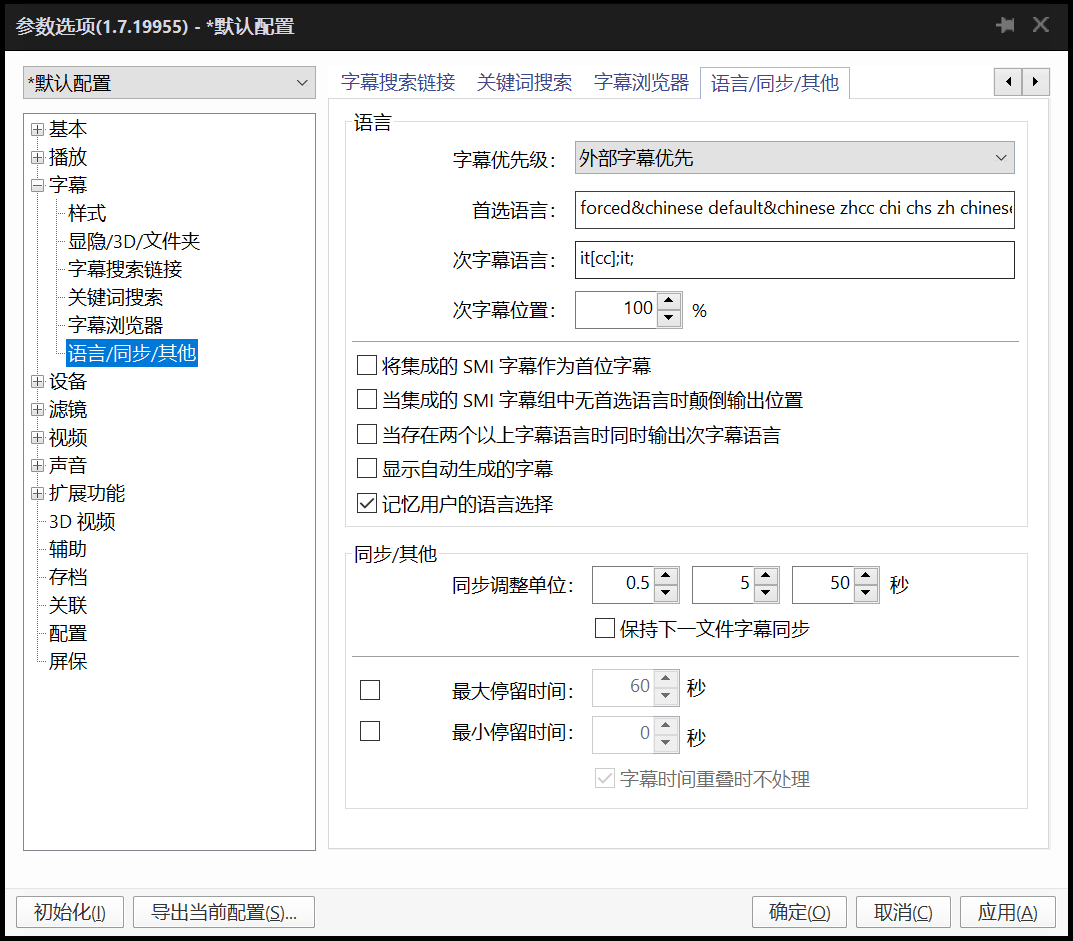 参数选项(1.7.19955) - *默认配置
*默认配置
基本
播放
字幕
样式
显隐/3D/文件夹
字幕搜索链接
关键词搜索
字幕浏览器
语言/同步/其他
设备
滤镜
视频
声音
扩展功能
3D 视频
辅助
存档
关联
配置
屏保
字幕搜索链接 关键词搜索 字幕浏览器 语言/同步/其他
语言
字幕优先级： 外部字幕优先
首选语言： forced&chinese default&chinese zhcc chi chs zh chinese
次字幕语言： it[cc];it;
次字幕位置： 100 %
将集成的 SMI 字幕作为首位字幕
当集成的 SMI 字幕组中无首选语言时颠倒输出位置
当存在两个以上字幕语言时同时输出次字幕语言
显示自动生成的字幕
记忆用户的语言选择
同步/其他
同步调整单位： 0.5 5 50 秒
保持下一文件字幕同步
最大停留时间： 60 秒
最小停留时间： 0 秒
字幕时间重叠时不处理
初始化(I) 导出当前配置(S)... 确定(O) 取消(C) 应用(A)